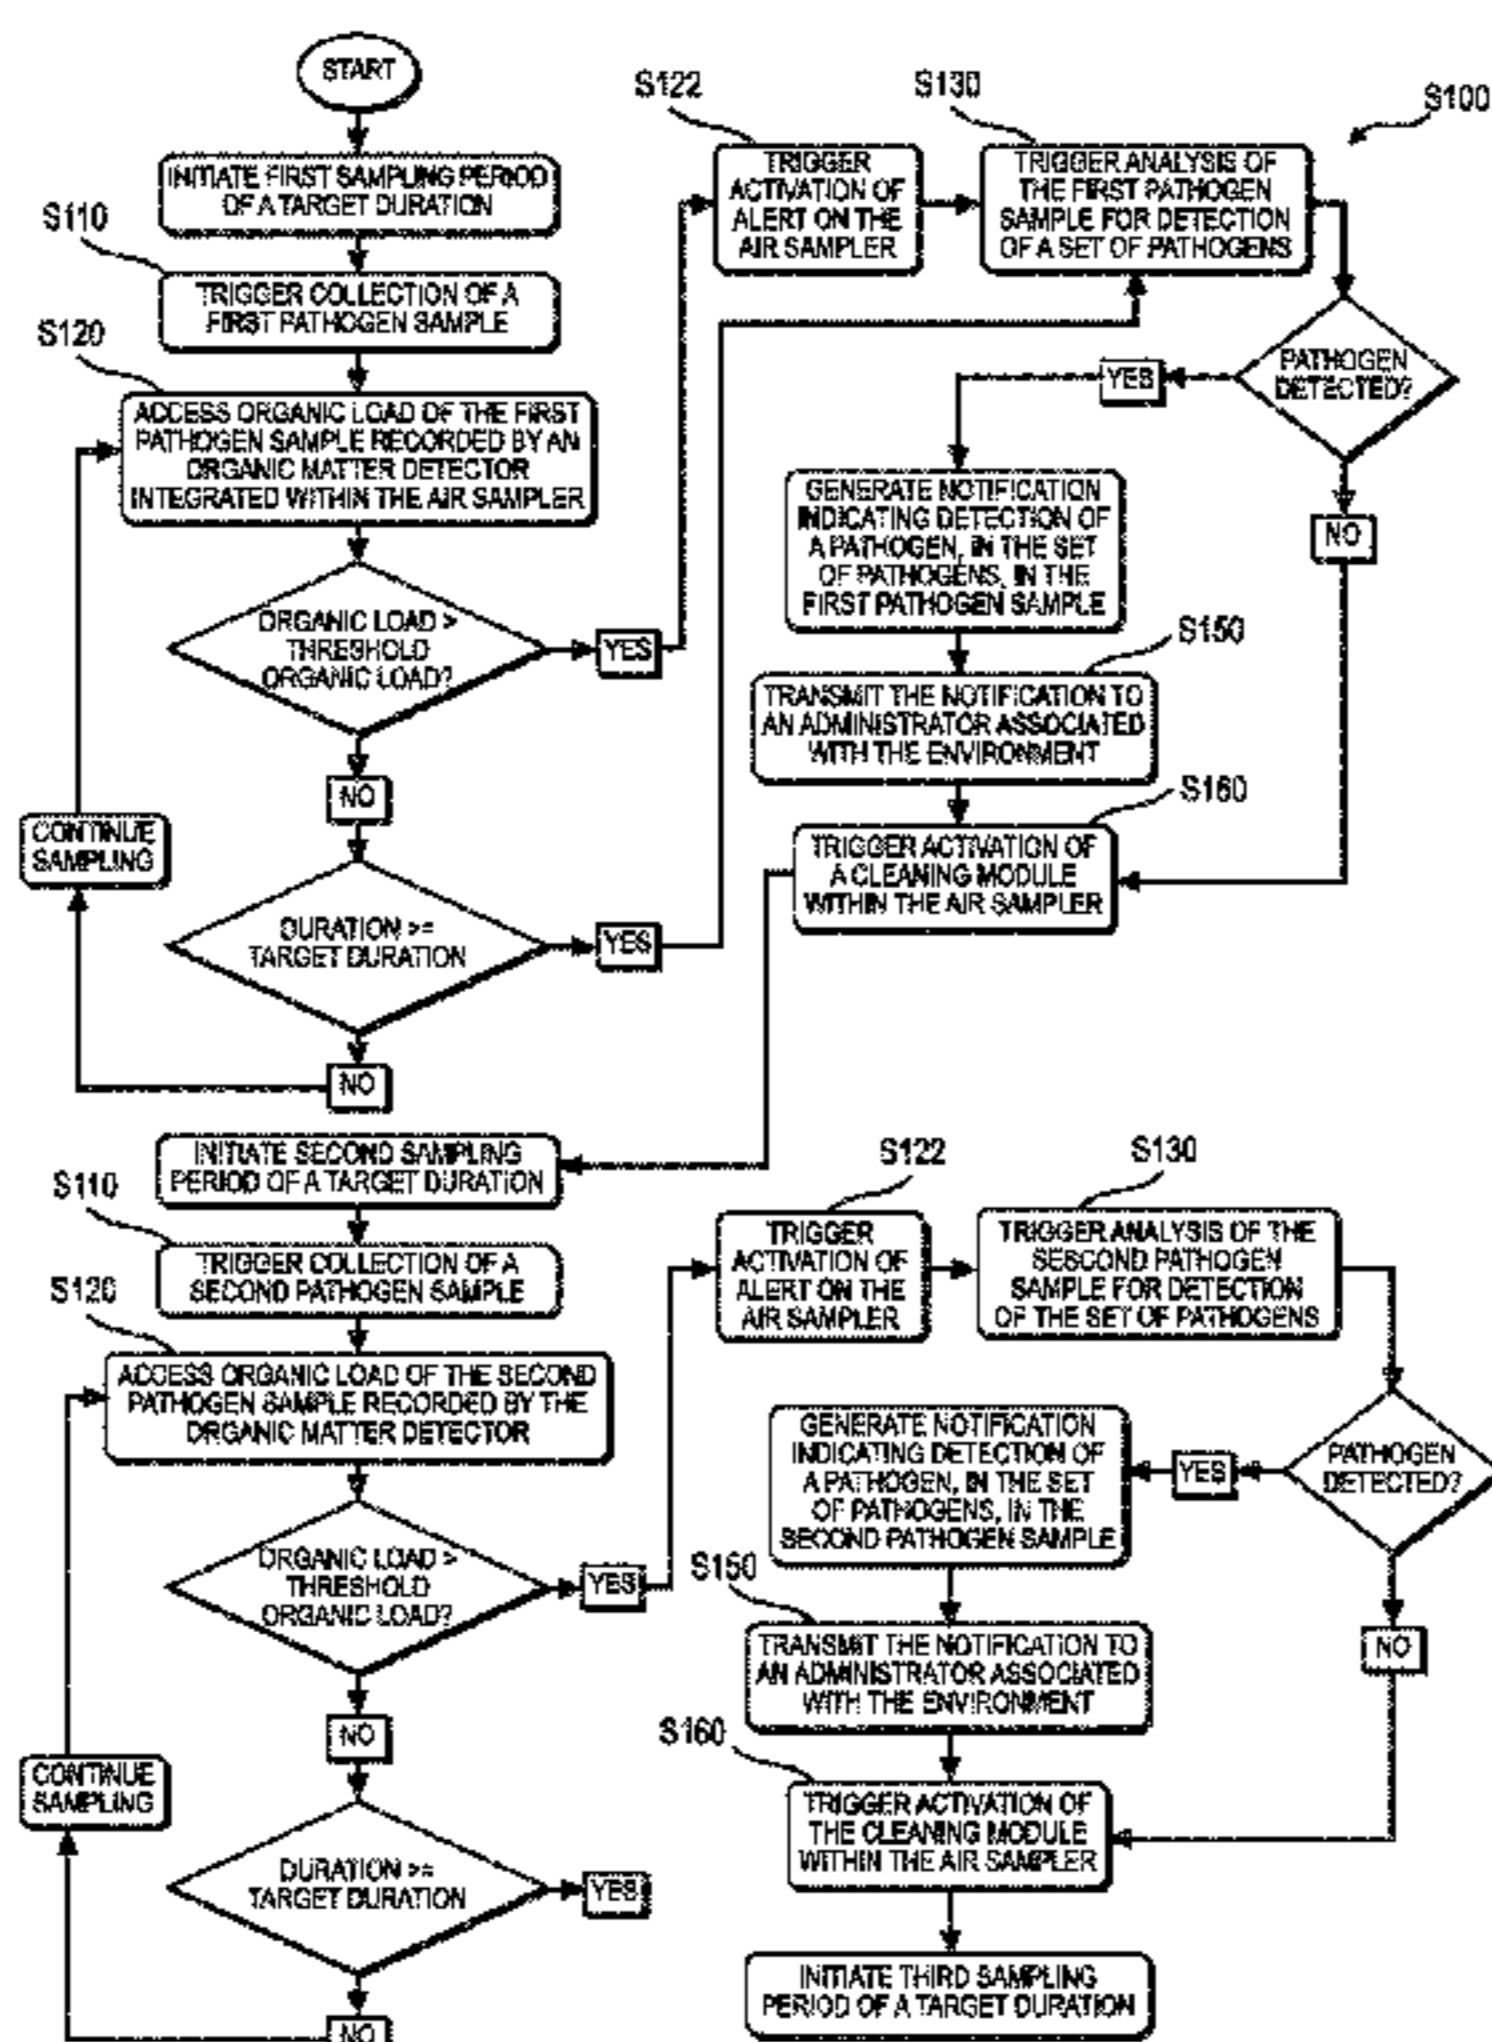 START
INITIATE FIRST SAMPLING PERIOD
OF A TARGET DURATION
S110
TRIGGER COLLECTION OF A
FIRST PATHOGEN SAMPLE
S120
ACCESS ORGANIC LOAD OF THE FIRST
PATHOGEN SAMPLE RECORDED BY AN
ORGANIC MATTER DETECTOR
INTEGRATED WITHIN THE AIR SAMPLER
ORGANIC LOAD >
THRESHOLD
ORGANIC LOAD?
YES
NO
CONTINUE
SAMPLING
DURATION >=
TARGET DURATION
YES
NO
S122
TRIGGER
ACTIVATION OF
ALERT ON THE
AIR SAMPLER
S130
TRIGGER ANALYSIS OF
THE FIRST PATHOGEN
SAMPLE FOR DETECTION
OF A SET OF PATHOGENS
S100
PATHOGEN
DETECTED?
YES
NO
GENERATE NOTIFICATION
INDICATING DETECTION OF
A PATHOGEN, IN THE SET
OF PATHOGENS, IN THE
FIRST PATHOGEN SAMPLE
S150
TRANSMIT THE NOTIFICATION TO
AN ADMINISTRATOR ASSOCIATED
WITH THE ENVIRONMENT
S160
TRIGGER ACTIVATION OF
A CLEANING MODULE
WITHIN THE AIR SAMPLER
INITIATE SECOND SAMPLING
PERIOD OF A TARGET DURATION
S110
TRIGGER COLLECTION OF A
SECOND PATHOGEN SAMPLE
S120
ACCESS ORGANIC LOAD OF THE SECOND
PATHOGEN SAMPLE RECORDED BY THE
ORGANIC MATTER DETECTOR
ORGANIC LOAD >
THRESHOLD
ORGANIC LOAD?
YES
NO
CONTINUE
SAMPLING
DURATION >=
TARGET DURATION
YES
NO
S122
TRIGGER
ACTIVATION OF
ALERT ON THE
AIR SAMPLER
S130
TRIGGER ANALYSIS OF THE
SESCOND PATHOGEN
SAMPLE FOR DETECTION
OF THE SET OF PATHOGENS
PATHOGEN
DETECTED?
YES
NO
GENERATE NOTIFICATION
INDICATING DETECTION OF
A PATHOGEN, IN THE SET
OF PATHOGENS, IN THE
SECOND PATHOGEN SAMPLE
S150
TRANSMIT THE NOTIFICATION TO
AN ADMINISTRATOR ASSOCIATED
WITH THE ENVIRONMENT
S160
TRIGGER ACTIVATION OF
THE CLEANING MODULE
WITHIN THE AIR SAMPLER
INITIATE THIRD SAMPLING
PERIOD OF A TARGET DURATION